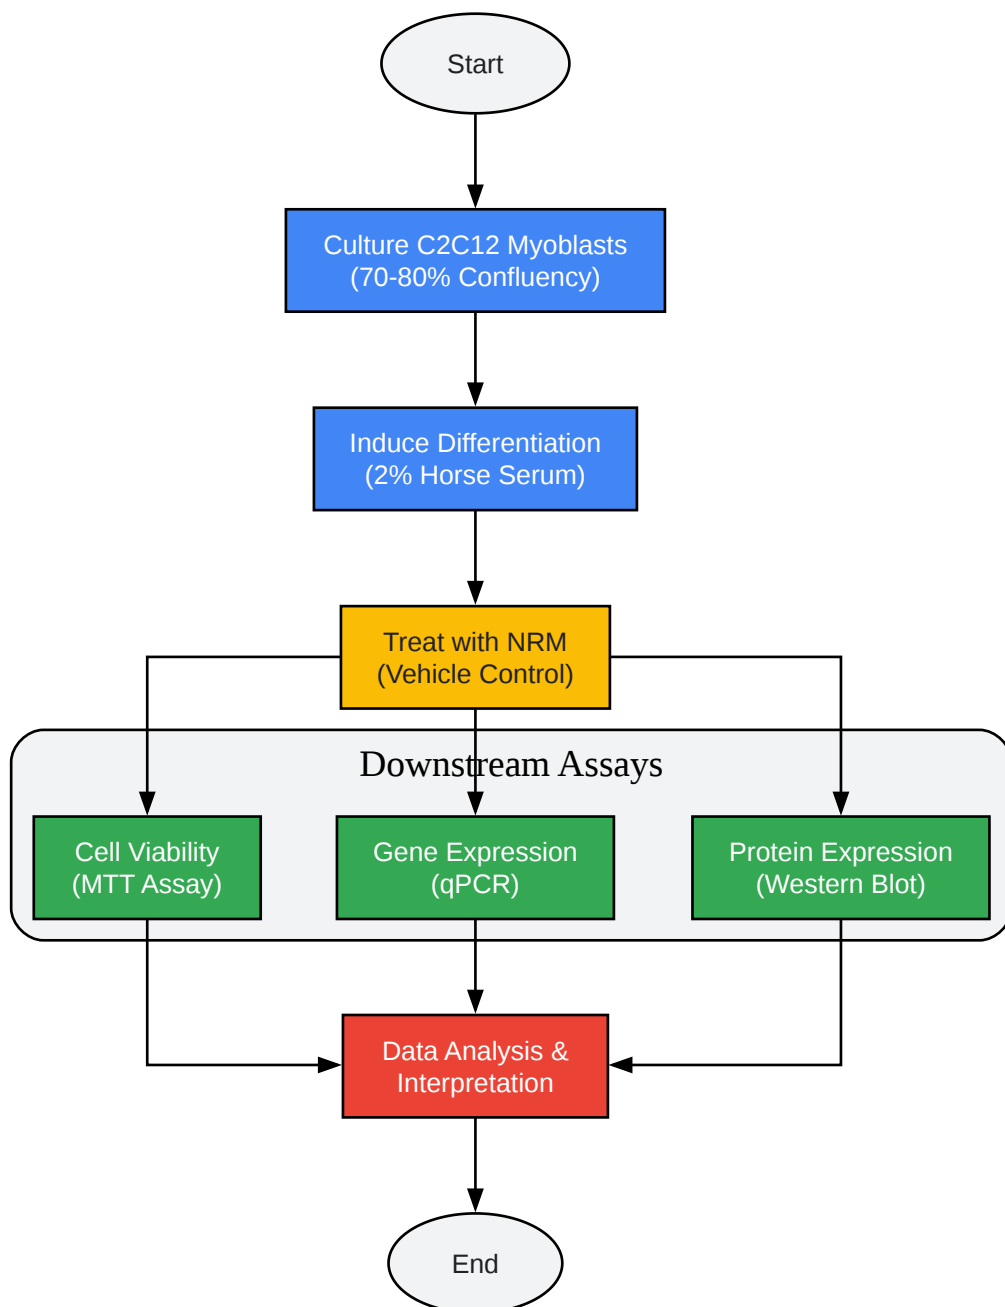 Start
Culture C2C12 Myoblasts
(70-80% Confluency)
Induce Differentiation
(2% Horse Serum)
Treat with NRM
(Vehicle Control)
Downstream Assays
Cell Viability
(MTT Assay)
Gene Expression
(qPCR)
Protein Expression
(Western Blot)
Data Analysis &
Interpretation
End